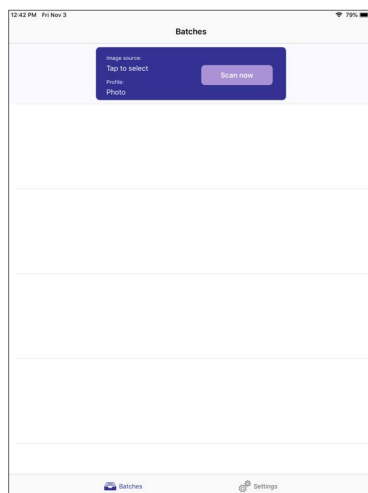 12:42 PM Fri Nov 3
79%
Batches
Image source:
Tap to select
Scan now
Profile:
Photo
Batches
Settings